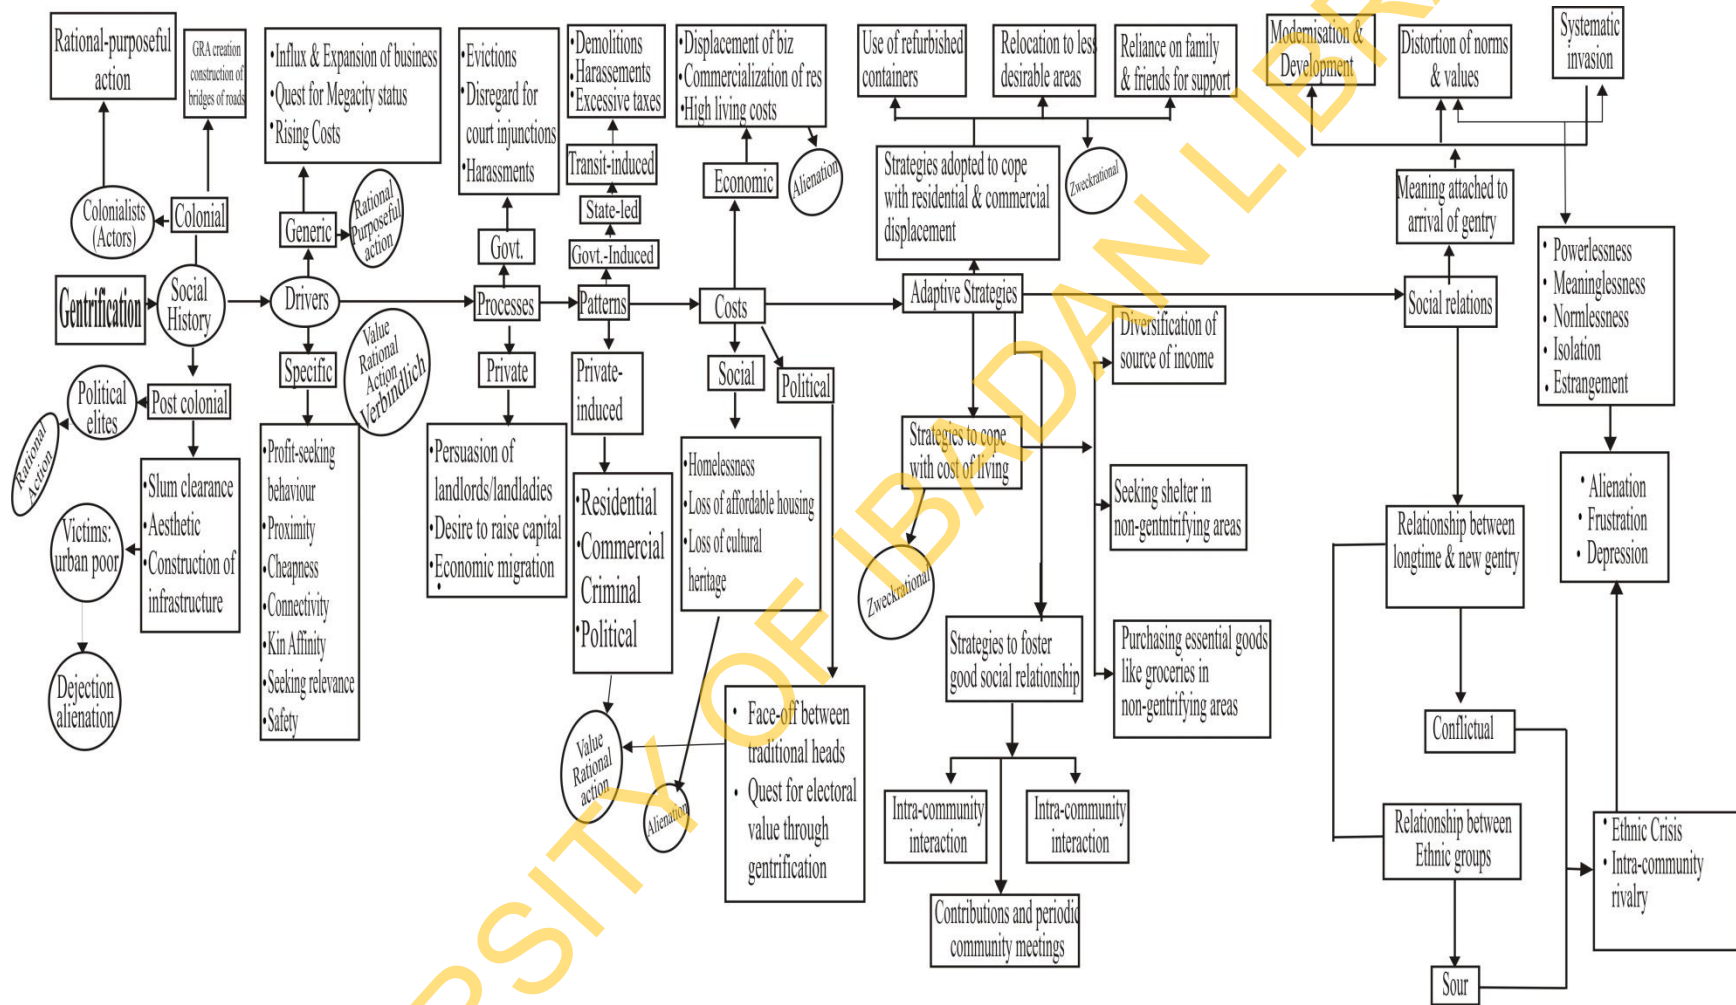 Rational-purposeful
action
GRA creation
construction of
bridges of roads
Colonialists
(Actors)
Colonial
Gentrification
Social
History
Political
elites
Post colonial
Rational
Action
• Slum clearance
• Aesthetic
• Construction of
infrastructure
Victims:
urban poor
Dejection
alienation
• Influx & Expansion of business
• Quest for Megacity status
• Rising Costs
Generic
Rational
Purposeful
action
Drivers
Specific
Value
Rational
Action
Verbindlich
• Profit-seeking
behaviour
• Proximity
• Cheapness
• Connectivity
• Kin Affinity
• Seeking relevance
• Safety
• Evictions
• Disregard for
court injunctions
• Harassments
Govt.
Processes
Private
• Persuasion of
landlords/landladies
• Desire to raise capital
• Economic migration
•
• Demolitions
• Harassements
• Excessive taxes
Transit-induced
State-led
Govt.-Induced
Patterns
Private-
induced
• Residential
• Commercial
• Criminal
• Political
Value
Rational
action
• Displacement of biz
• Commercialization of res
• High living costs
Economic
Alienation
Costs
Social
Political
• Homelessness
• Loss of affordable housing
• Loss of cultural
heritage
Alienation
• Face-off between
traditional heads
• Quest for electoral
value through
gentrification
Use of refurbished
containers
Relocation to less
desirable areas
Reliance on family
& friends for support
Strategies adopted to cope
with residential & commercial
displacement
Zweckrational
Adaptive Strategies
Strategies to cope
with cost of living
Zweckrational
Diversification of
source of income
Seeking shelter in
non-gentntrifying areas
Purchasing essential goods
like groceries in
non-gentrifying areas
Strategies to foster
good social relationship
Intra-community
interaction
Intra-community
interaction
Contributions and periodic
community meetings
Modernisation &
Development
Distortion of norms
& values
Systematic
invasion
Meaning attached to
arrival of gentry
Social relations
• Powerlessness
• Meaninglessness
• Normlessness
• Isolation
• Estrangement
• Alienation
• Frustration
• Depression
Relationship between
longtime & new gentry
Conflictual
Relationship between
Ethnic groups
Sour
• Ethnic Crisis
• Intra-community
rivalry
RSITY OF IBADAN LIBRA